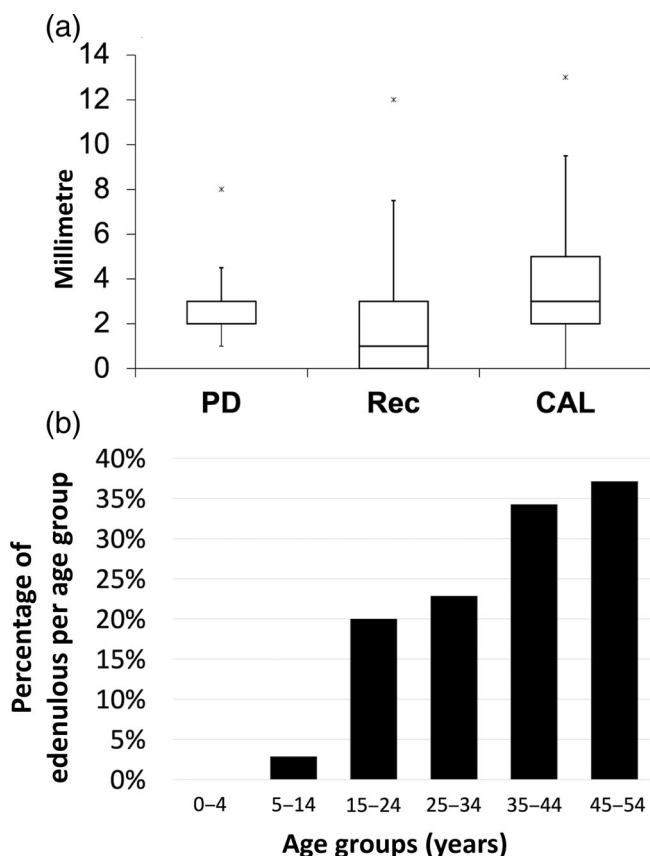 (a)
14
12
10
8
6
4
2
0
Millimetre
PD Rec CAL
(b)
40%
35%
30%
25%
20%
15%
10%
5%
0%
Percentage of
edenulous per age group
0–4 5–14 15–24 25–34 35–44 45–54
Age groups (years)